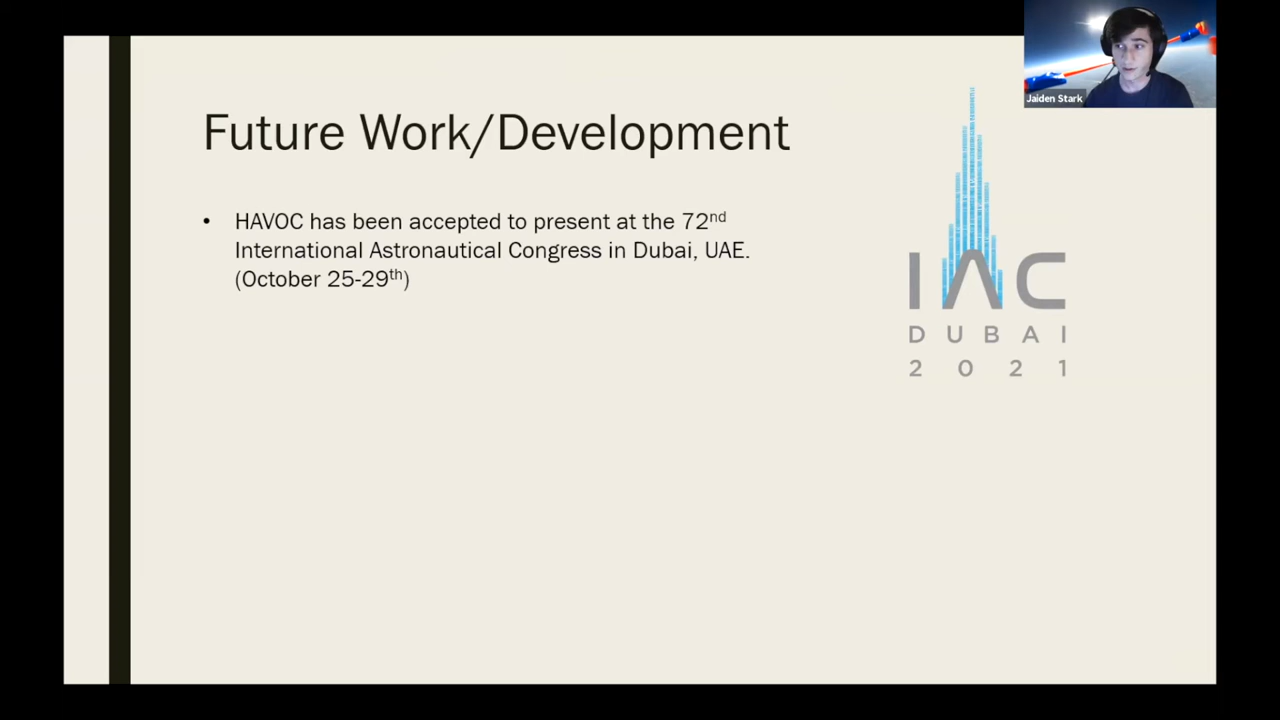 Jaiden Stark
Future Work/Development
• HAVOC has been accepted to present at the 72nd
International Astronautical Congress in Dubai, UAE.
(October 25-29th)
IAC
DUBAI
2021